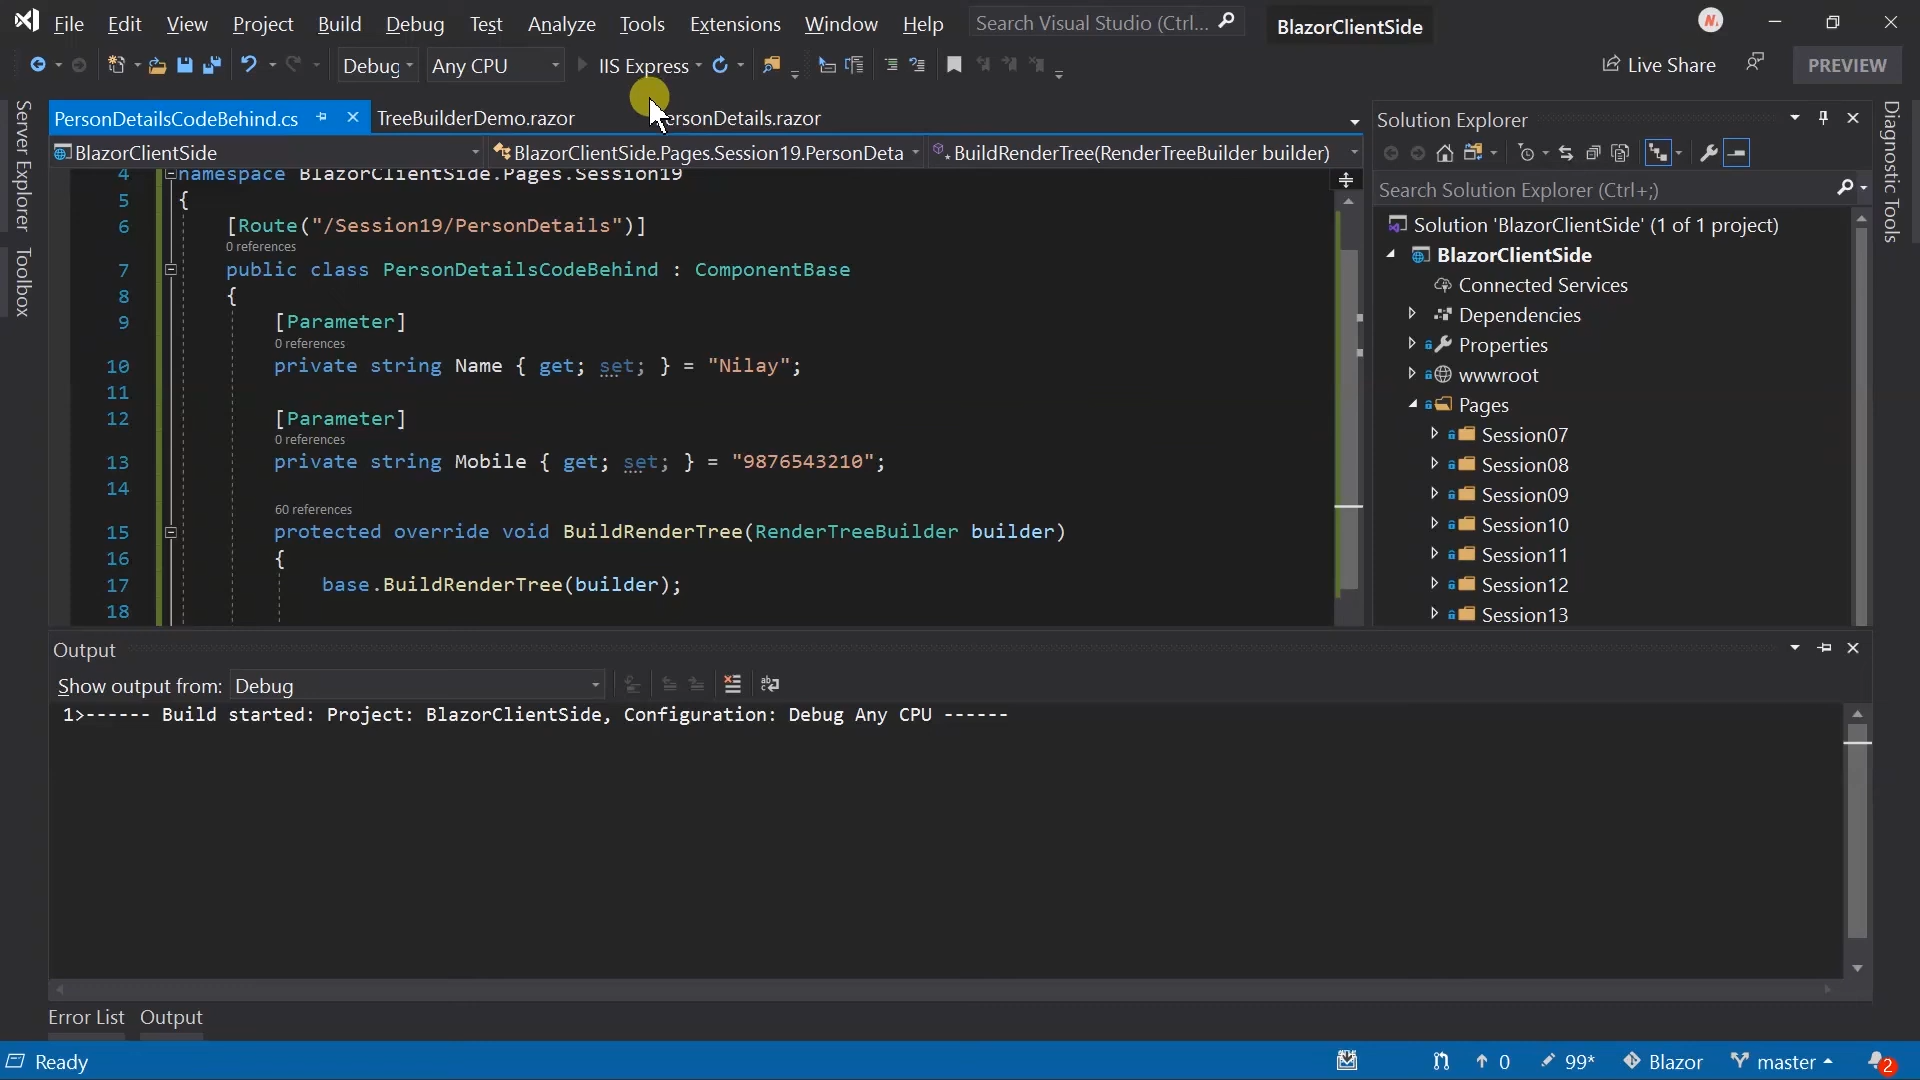 File Edit View Project Build Debug Test Analyze Tools Extensions Window Help Search Visual Studio (Ctrl... BlazorClientSide
Debug Any CPU IIS Express Live Share PREVIEW
Server Explorer
Toolbox
PersonDetailsCodeBehind.cs TreeBuilderDemo.razor ersonDetails.razor
BlazorClientSide BlazorClientSide.Pages.Session19.PersonDeta BuildRenderTree(RenderTreeBuilder builder)
4 namespace BlazorClientSide.Pages.Session19
5 {
6 [Route("/Session19/PersonDetails")]
0 references
7 public class PersonDetailsCodeBehind : ComponentBase
8 {
9 [Parameter]
0 references
10 private string Name { get; set; } = "Nilay";
11
12 [Parameter]
0 references
13 private string Mobile { get; set; } = "9876543210";
14
60 references
15 protected override void BuildRenderTree(RenderTreeBuilder builder)
16 {
17 base.BuildRenderTree(builder);
18
Solution Explorer
Search Solution Explorer (Ctrl+;)
Solution 'BlazorClientSide' (1 of 1 project)
BlazorClientSide
Connected Services
Dependencies
Properties
wwwroot
Pages
Session07
Session08
Session09
Session10
Session11
Session12
Session13
Diagnostic Tools
Output
Show output from: Debug
1>------ Build started: Project: BlazorClientSide, Configuration: Debug Any CPU ------
Error List Output
Ready 0 99* Blazor master 2